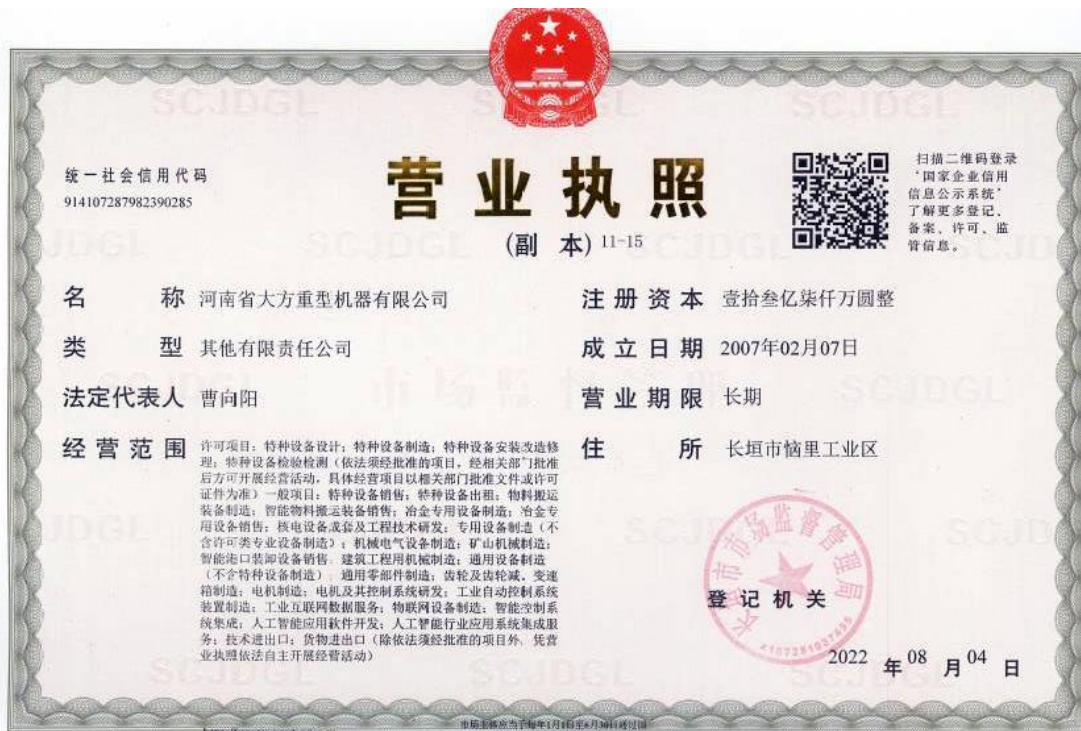 统一社会信用代码
914107287982390285
营业执照
(副 本) 11-15
扫描二维码登录
‘国家企业信用
信息公示系统’
了解更多登记、
备案、许可、监
管信息。
名 称 河南省大方重型机器有限公司
类 型 其他有限责任公司
法定代表人 曹向阳
经营范围 许可项目：特种设备设计；特种设备制造；特种设备安装改造修
理；特种设备检验检测（依法须经批准的项目，经相关部门批准
后方可开展经营活动，具体经营项目以相关部门批准文件或许可
证件为准）一般项目：特种设备销售；特种设备出租；物料搬运
装备制造；智能物料搬运装备销售；冶金专用设备制造；冶金专
用设备销售；核电设备成套及工程技术研发；专用设备制造（不
含许可类专业设备制造）；机械电气设备制造；矿山机械制造；
智能港口装卸设备销售；建筑工程用机械制造；通用设备制造
（不含特种设备制造）；通用零部件制造；齿轮及齿轮减、变速
箱制造；电机制造；电机及其控制系统研发；工业自动控制系统
装置制造；工业互联网数据服务；物联网设备制造；智能控制系
统集成；人工智能应用软件开发；人工智能行业应用系统集成服
务；技术进出口；货物进出口（除依法须经批准的项目外，凭营
业执照依法自主开展经营活动）
注册资本 壹拾叁亿柒仟万圆整
成立日期 2007年02月07日
营业期限 长期
住 所 长垣市恼里工业区
长垣市市场监督管理局
登记机关
2022 年 08 月 04 日
SCJDGL